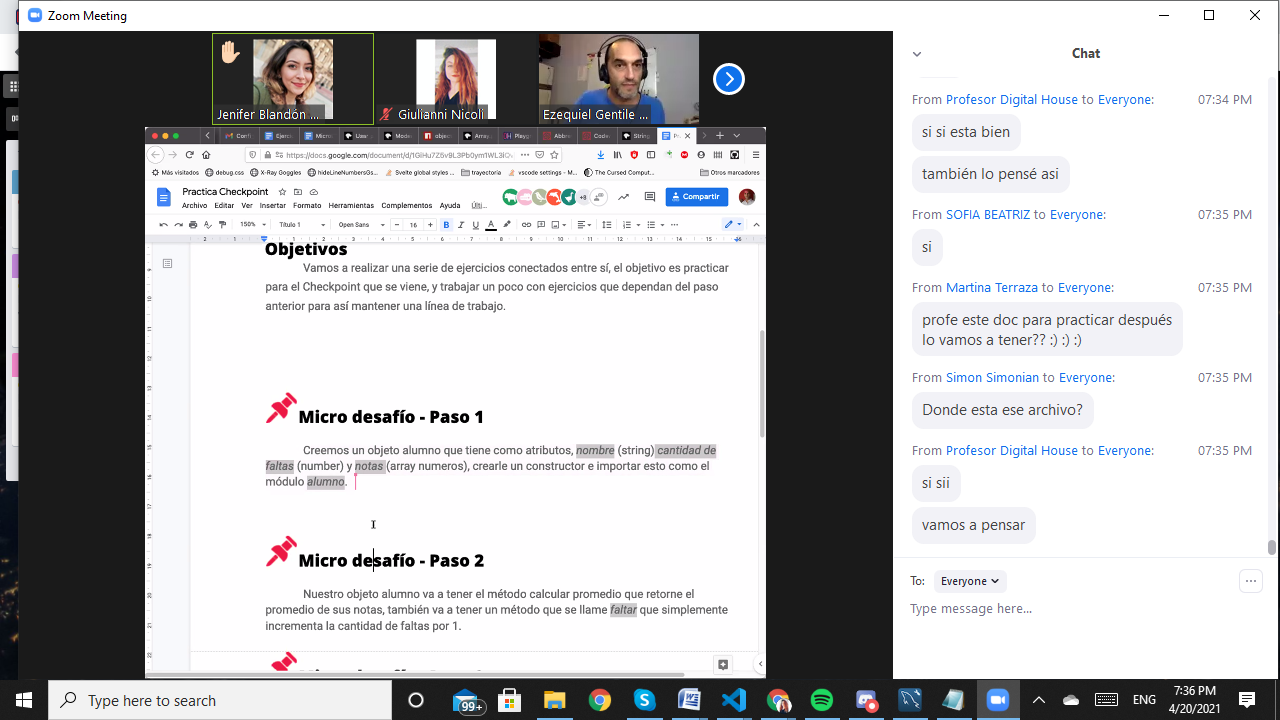 Zoom Meeting
Jenifer Blandón ...
Giulianni Nicoli
Ezequiel Gentile ...
Practica Checkpoint
Archivo Editar Ver Insertar Formato Herramientas Complementos Ayuda
Compartir
+8
Más visitados debug.css X-Ray Goggles hideLineNumbersGs... Svelte global styles ... trayectoria vscode settings - M... The Cursed Compu... Otros marcadores
150% Título 1 Open Sans 16
Objetivos
Vamos a realizar una serie de ejercicios conectados entre sí, el objetivo es practicar
para el Checkpoint que se viene, y trabajar un poco con ejercicios que dependan del paso
anterior para así mantener una línea de trabajo.
Micro desafío - Paso 1
Creemos un objeto alumno que tiene como atributos, nombre (string) cantidad de
faltas (number) y notas (array numeros), crearle un constructor e importar esto como el
módulo alumno.
Micro desafío - Paso 2
Nuestro objeto alumno va a tener el método calcular promedio que retorne el
promedio de sus notas, también va a tener un método que se llame faltar que simplemente
incrementa la cantidad de faltas por 1.
Chat
From Profesor Digital House to Everyone: 07:34 PM
si si esta bien
también lo pensé asi
From SOFIA BEATRIZ to Everyone: 07:35 PM
si
From Martina Terraza to Everyone: 07:35 PM
profe este doc para practicar después
lo vamos a tener?? :) :) :)
From Simon Simonian to Everyone: 07:35 PM
Donde esta ese archivo?
From Profesor Digital House to Everyone: 07:35 PM
si sii
vamos a pensar
To: Everyone
Type message here...
Type here to search
99+
ENG
7:36 PM
4/20/2021